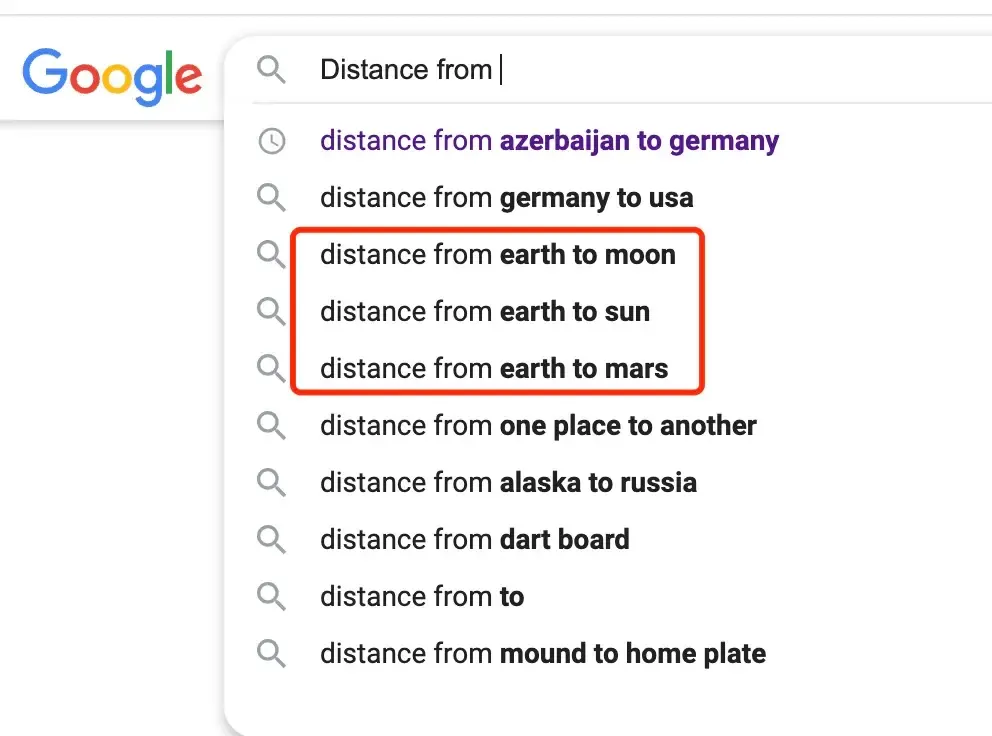 Google
Distance from
distance from azerbaijan to germany
distance from germany to usa
distance from earth to moon
distance from earth to sun
distance from earth to mars
distance from one place to another
distance from alaska to russia
distance from dart board
distance from to
distance from mound to home plate